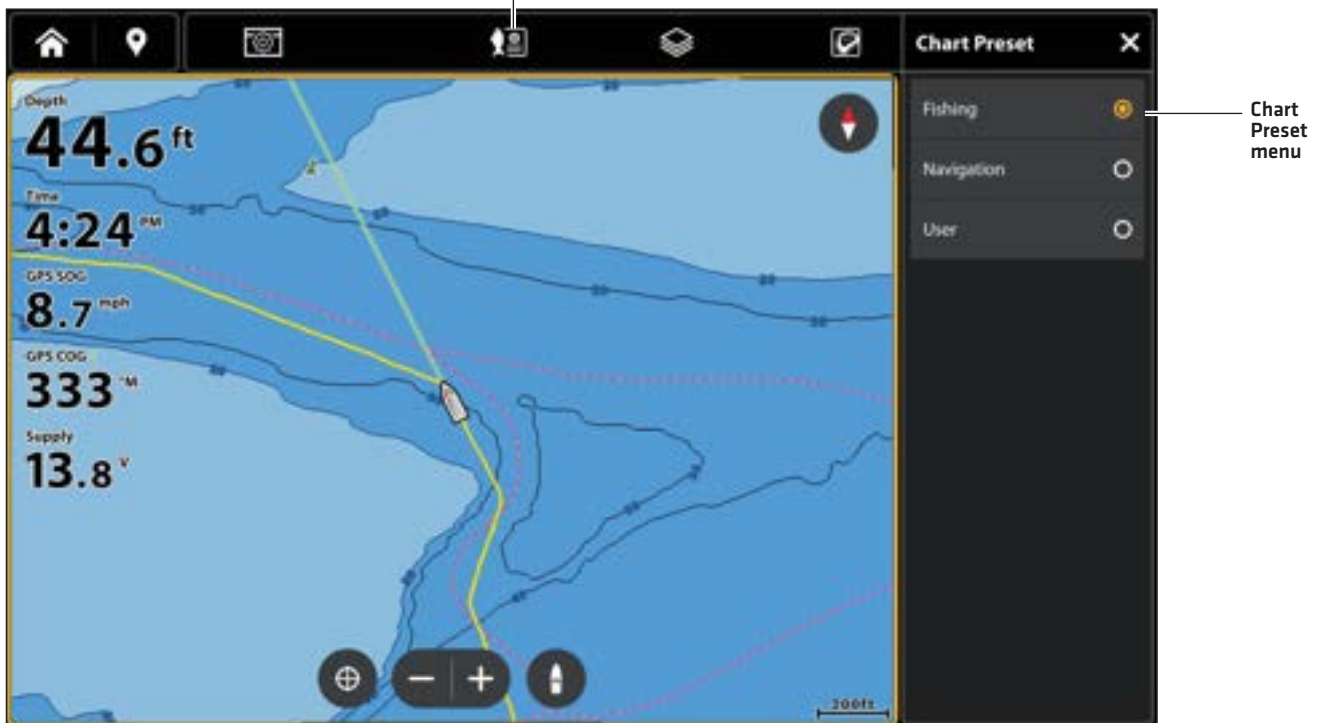 Chart Preset
Depth
44.6 ft
Time
4:24 PM
GPS SOG
8.7 mph
GPS COG
333 °M
Supply
13.8 V
Fishing
Navigation
User
Chart
Preset
menu
200ft